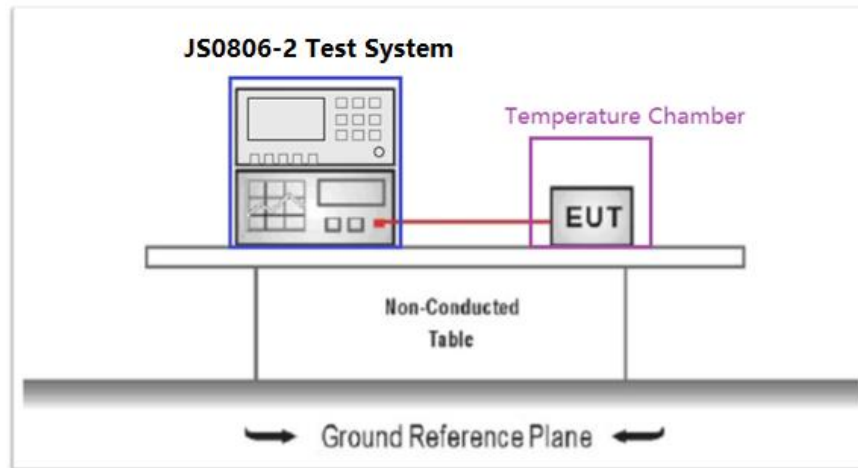 JS0806-2 Test System
Temperature Chamber
EUT
Non-Conducted
Table
Ground Reference Plane